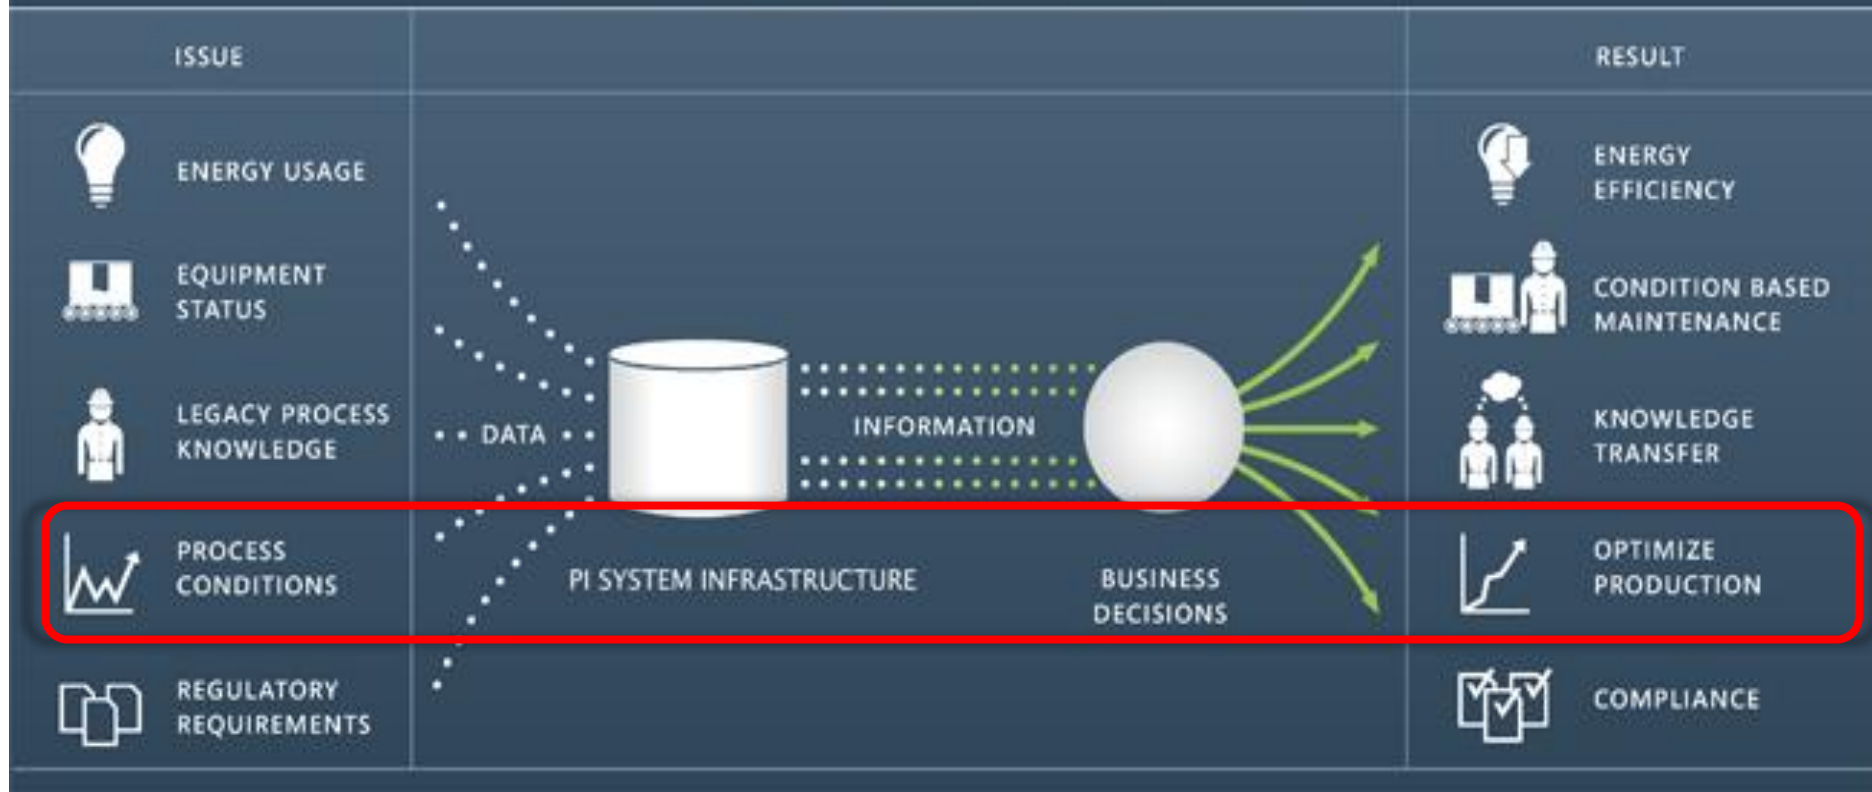 ISSUE
RESULT
ENERGY USAGE
EQUIPMENT
STATUS
LEGACY PROCESS
KNOWLEDGE
PROCESS
CONDITIONS
REGULATORY
REQUIREMENTS
DATA
INFORMATION
PI SYSTEM INFRASTRUCTURE
BUSINESS
DECISIONS
ENERGY
EFFICIENCY
CONDITION BASED
MAINTENANCE
KNOWLEDGE
TRANSFER
OPTIMIZE
PRODUCTION
COMPLIANCE